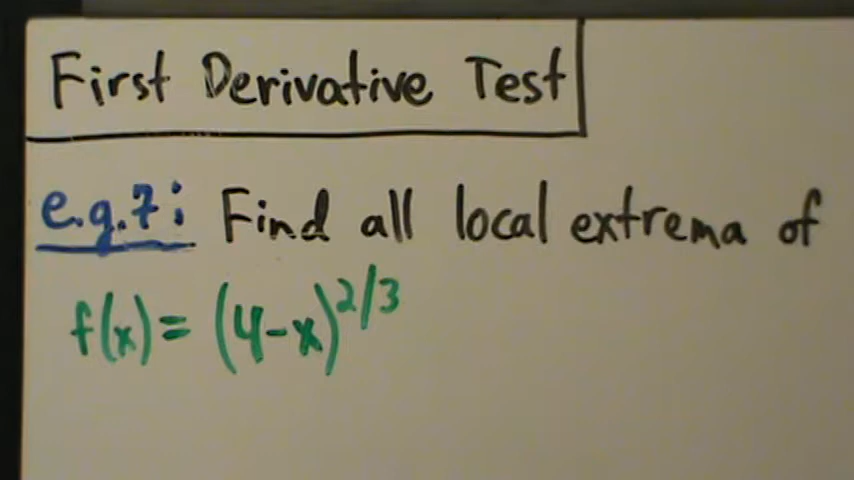 First Derivative Test
e.g.7: Find all local extrema of
f(x) = (4-x)^2/3